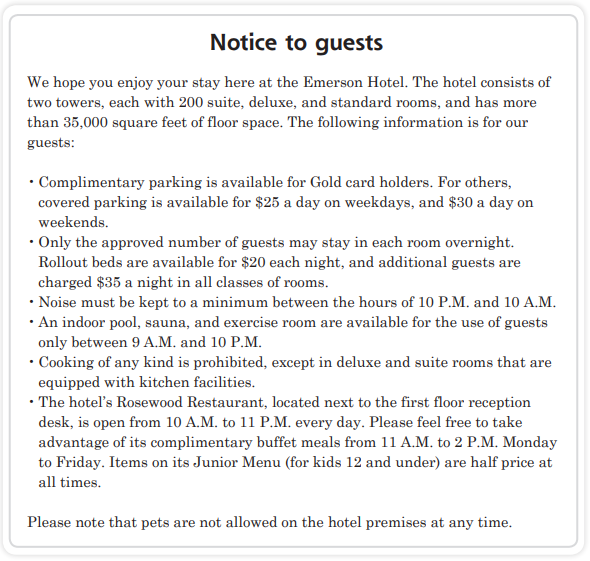 Notice to guests
We hope you enjoy your stay here at the Emerson Hotel. The hotel consists of
two towers, each with 200 suite, deluxe, and standard rooms, and has more
than 35,000 square feet of floor space. The following information is for our
guests:
• Complimentary parking is available for Gold card holders. For others,
covered parking is available for $25 a day on weekdays, and $30 a day on
weekends.
• Only the approved number of guests may stay in each room overnight.
Rollout beds are available for $20 each night, and additional guests are
charged $35 a night in all classes of rooms.
• Noise must be kept to a minimum between the hours of 10 P.M. and 10 A.M.
• An indoor pool, sauna, and exercise room are available for the use of guests
only between 9 A.M. and 10 P.M.
• Cooking of any kind is prohibited, except in deluxe and suite rooms that are
equipped with kitchen facilities.
• The hotel's Rosewood Restaurant, located next to the first floor reception
desk, is open from 10 A.M. to 11 P.M. every day. Please feel free to take
advantage of its complimentary buffet meals from 11 A.M. to 2 P.M. Monday
to Friday. Items on its Junior Menu (for kids 12 and under) are half price at
all times.
Please note that pets are not allowed on the hotel premises at any time.